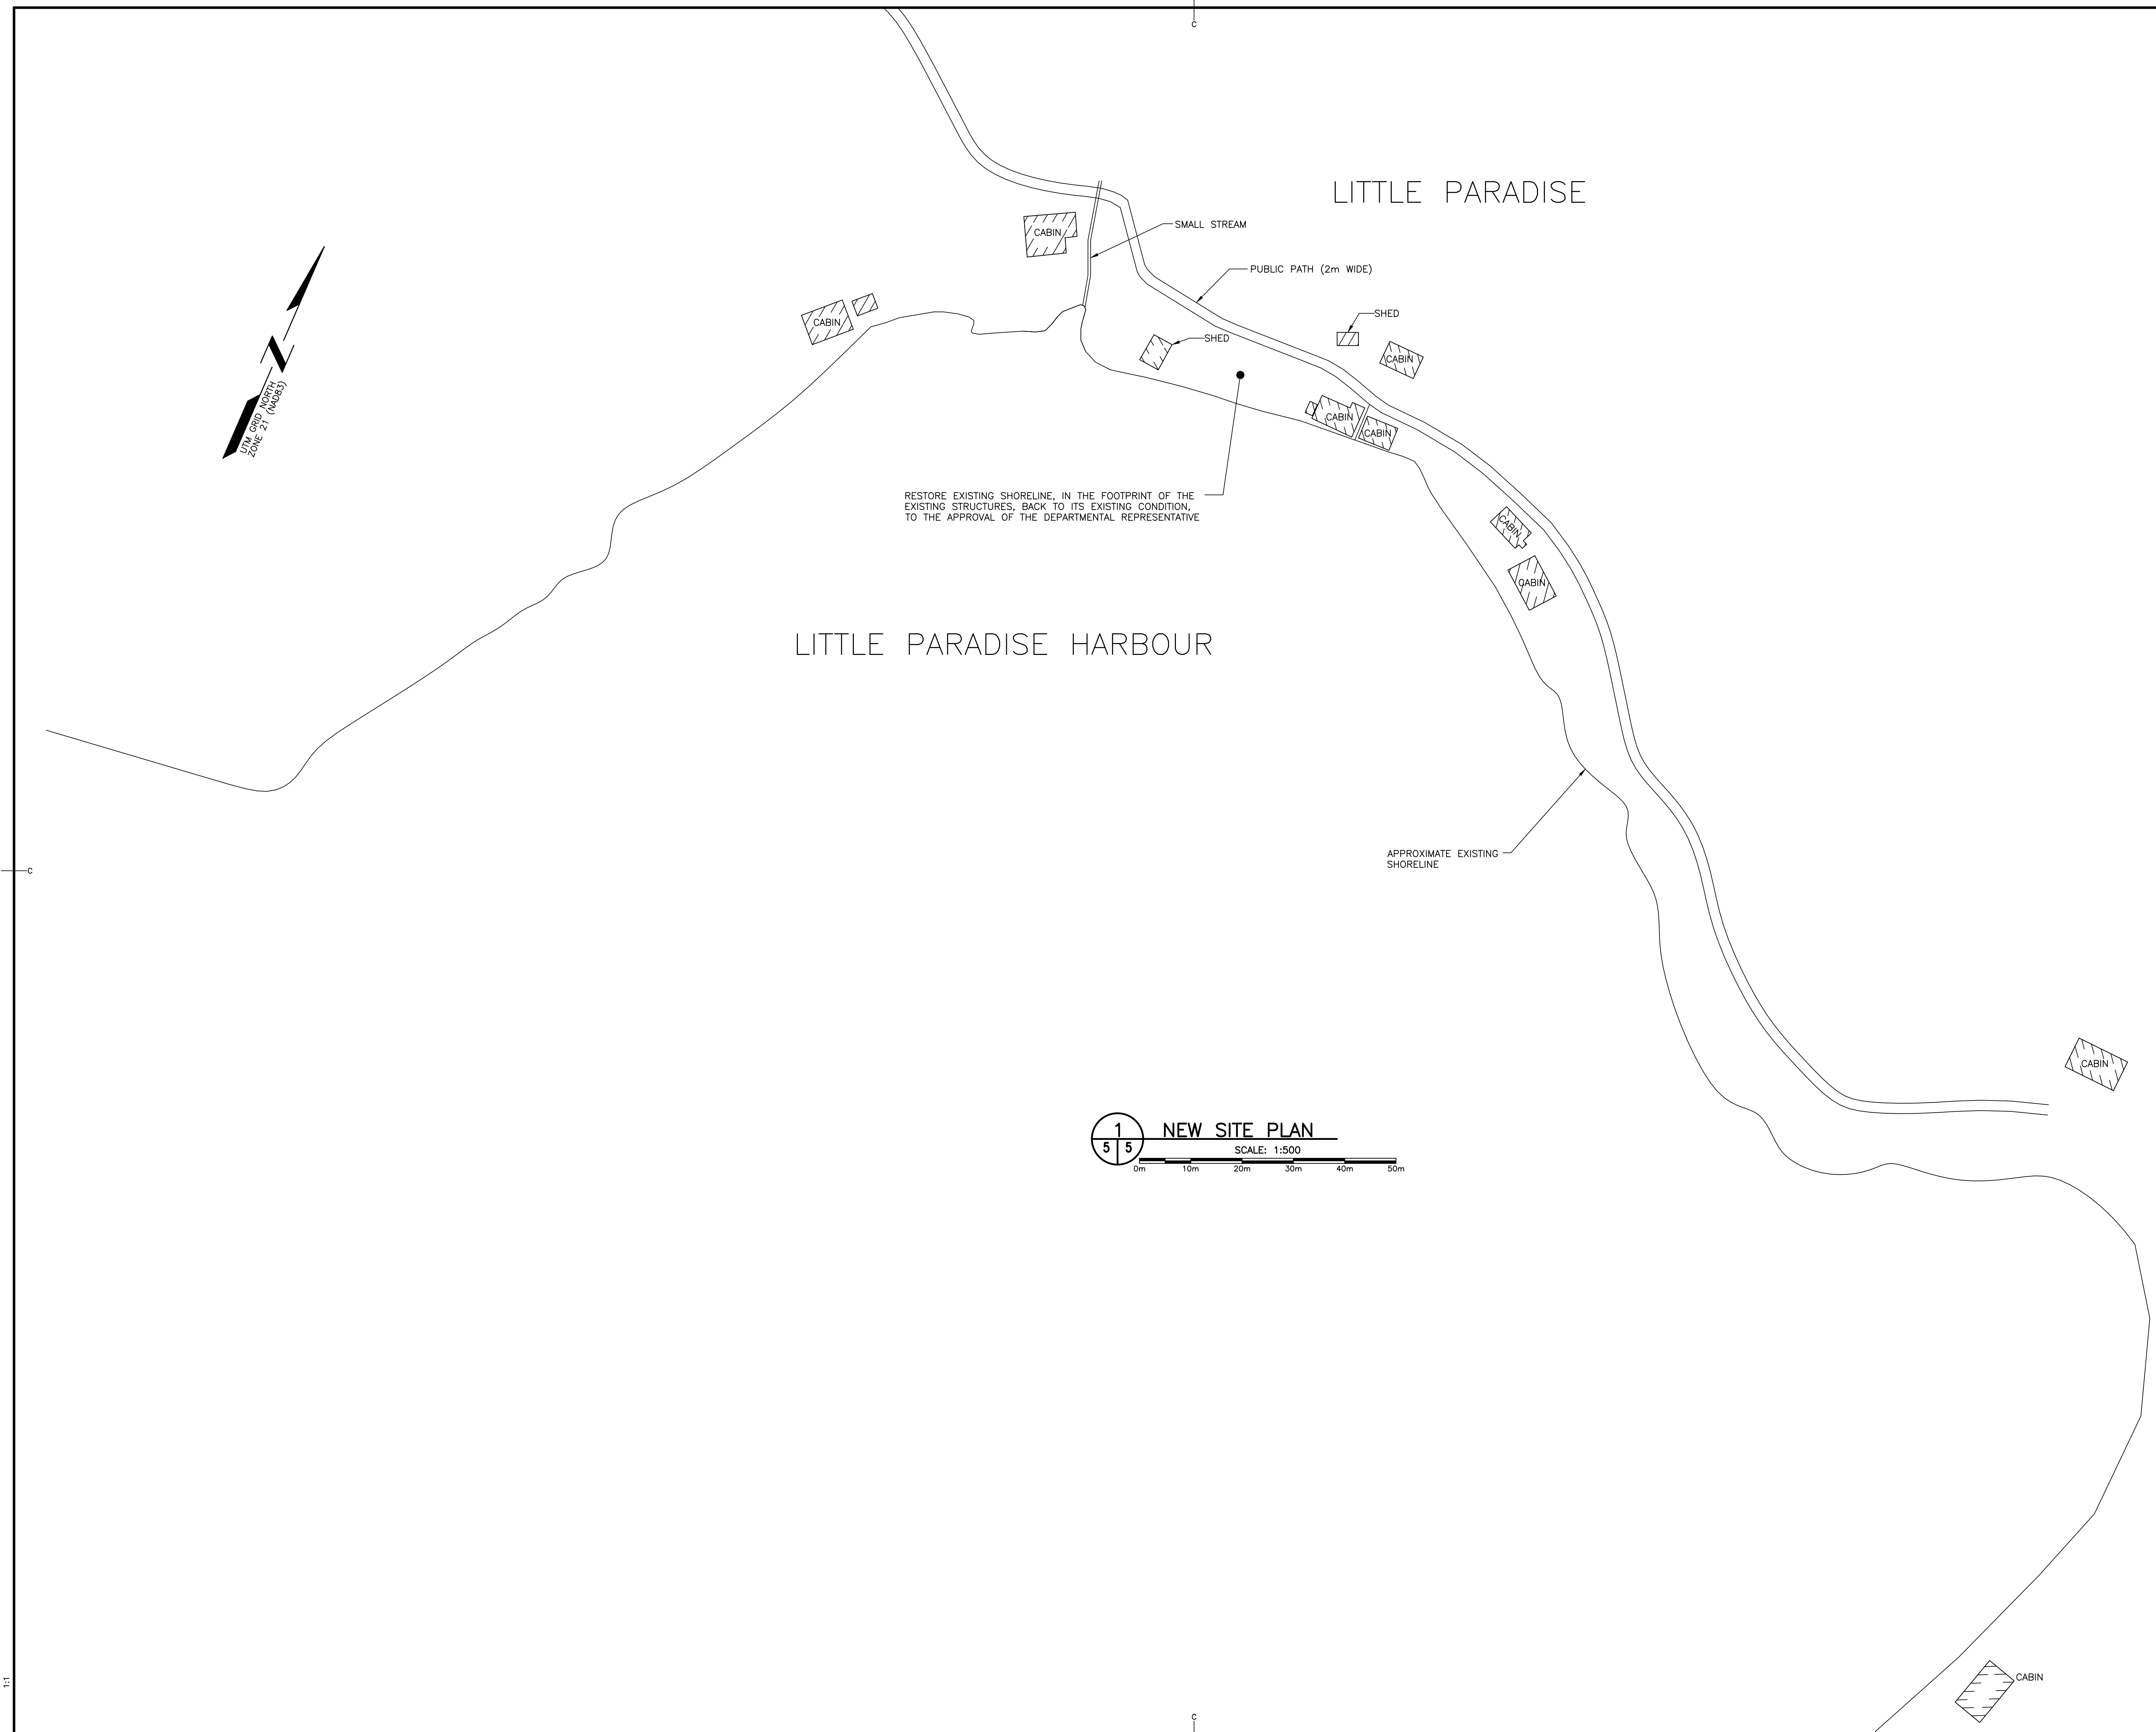 C
LITTLE PARADISE
CABIN
SMALL STREAM
PUBLIC PATH (2m WIDE)
CABIN
SHED
SHED
CABIN
N
UTM GRID NORTH
ZONE 21 (NAD83)
CABIN
CABIN
RESTORE EXISTING SHORELINE, IN THE FOOTPRINT OF THE
EXISTING STRUCTURES, BACK TO ITS EXISTING CONDITION,
TO THE APPROVAL OF THE DEPARTMENTAL REPRESENTATIVE
CABIN
CABIN
LITTLE PARADISE HARBOUR
APPROXIMATE EXISTING
SHORELINE
C
CABIN
1
5 5
NEW SITE PLAN
SCALE: 1:500
0m 10m 20m 30m 40m 50m
CABIN
1:1
C